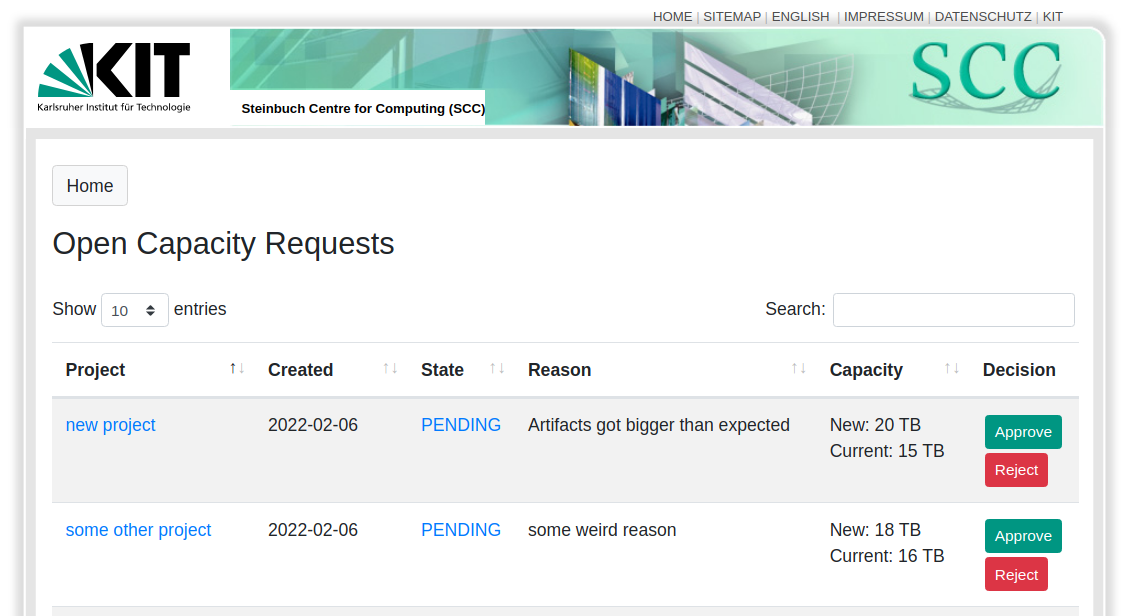 HOME | SITEMAP | ENGLISH | IMPRESSUM | DATENSCHUTZ | KIT
KIT
Karlsruher Institut für Technologie
Steinbuch Centre for Computing (SCC)
SCC
Home
Open Capacity Requests
Show 10 entries
Search:
Project ↑↓ Created ↑↓ State ↑↓ Reason ↑↓ Capacity ↑↓ Decision
new project 2022-02-06 PENDING Artifacts got bigger than expected New: 20 TB Approve
Current: 15 TB
Reject
some other project 2022-02-06 PENDING some weird reason New: 18 TB Approve
Current: 16 TB
Reject